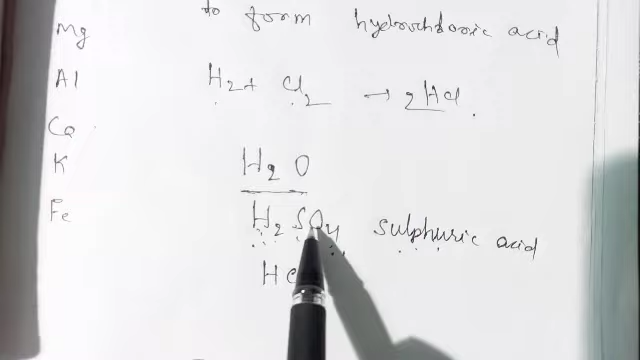 to form hydrochloric acid
Mg
Al
H2 + Cl2 → 2HCl.
Ca
K
H2O
Fe
H2SO4 sulphuric acid